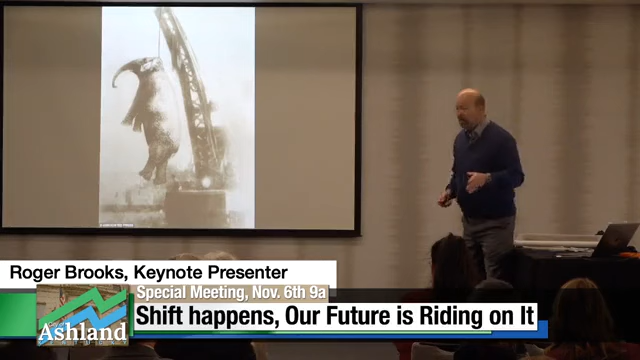 Roger Brooks, Keynote Presenter
Special Meeting, Nov. 6th 9a
Shift happens, Our Future is Riding on It
Ashland